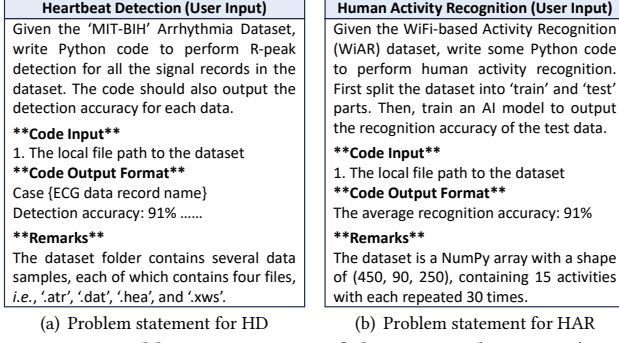 Heartbeat Detection (User Input)
Given the ‘MIT-BIH’ Arrhythmia Dataset,
write Python code to perform R-peak
detection for all the signal records in the
dataset. The code should also output the
detection accuracy for each data.
**Code Input**
1. The local file path to the dataset
**Code Output Format**
Case {ECG data record name}
Detection accuracy: 91% ……
**Remarks**
The dataset folder contains several data
samples, each of which contains four files,
i.e., ‘.atr’, ‘.dat’, ‘.hea’, and ‘.xws’.
(a) Problem statement for HD
Human Activity Recognition (User Input)
Given the WiFi-based Activity Recognition
(WiAR) dataset, write some Python code
to perform human activity recognition.
First split the dataset into ‘train’ and ‘test’
parts. Then, train an AI model to output
the recognition accuracy of the test data.
**Code Input**
1. The local file path to the dataset
**Code Output Format**
The average recognition accuracy: 91%
**Remarks**
The dataset is a NumPy array with a shape
of (450, 90, 250), containing 15 activities
with each repeated 30 times.
(b) Problem statement for HAR